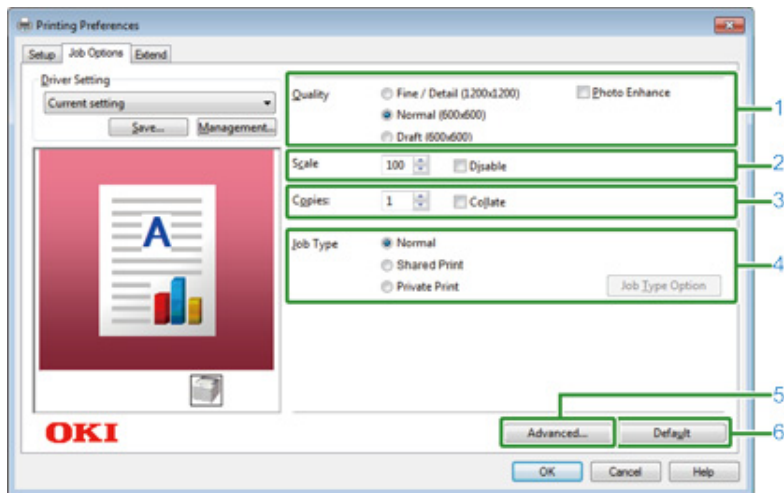 Printing Preferences
Setup Job Options Extend
Driver Setting
Current setting
Save... Management...
Quality
Fine / Detail (1200x1200)
Normal (600x600)
Draft (600x600)
Photo Enhance
1
Scale 100 Disable
2
Copies: 1 Collate
3
Job Type
Normal
Shared Print
Private Print
Job Type Option
4
A
OKI
5
Advanced... Default
6
OK Cancel Help